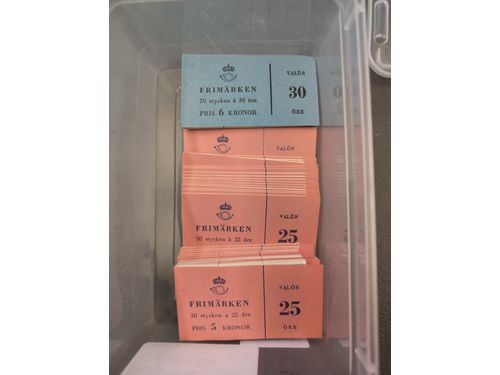 FRIMÄRKEN
20 stycken à 30 öre
PRIS 6 KRONOR
VALÖR
30
ÖRE
VALÖR
FRIMÄRKEN
20 stycken à 25 öre
VALÖR
25
FRIMÄRKEN
20 stycken à 25 öre
PRIS 5 KRONOR
VALÖR
25
ÖRE